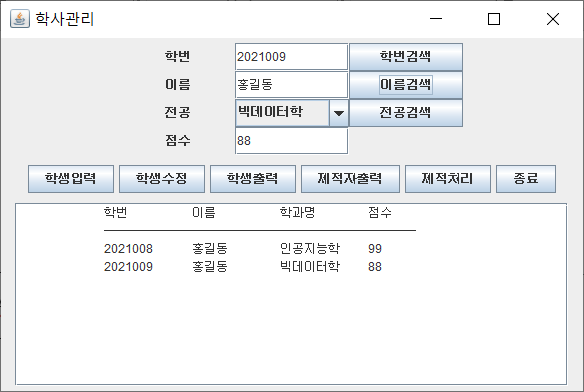 학사관리
학번 2021009 학번검색
이름 홍길동 이름검색
전공 빅데이터학 전공검색
점수 88
학생입력 학생수정 학생출력 제적자출력 제적처리 종료
학번 이름 학과명 점수
2021008 홍길동 인공지능학 99
2021009 홍길동 빅데이터학 88